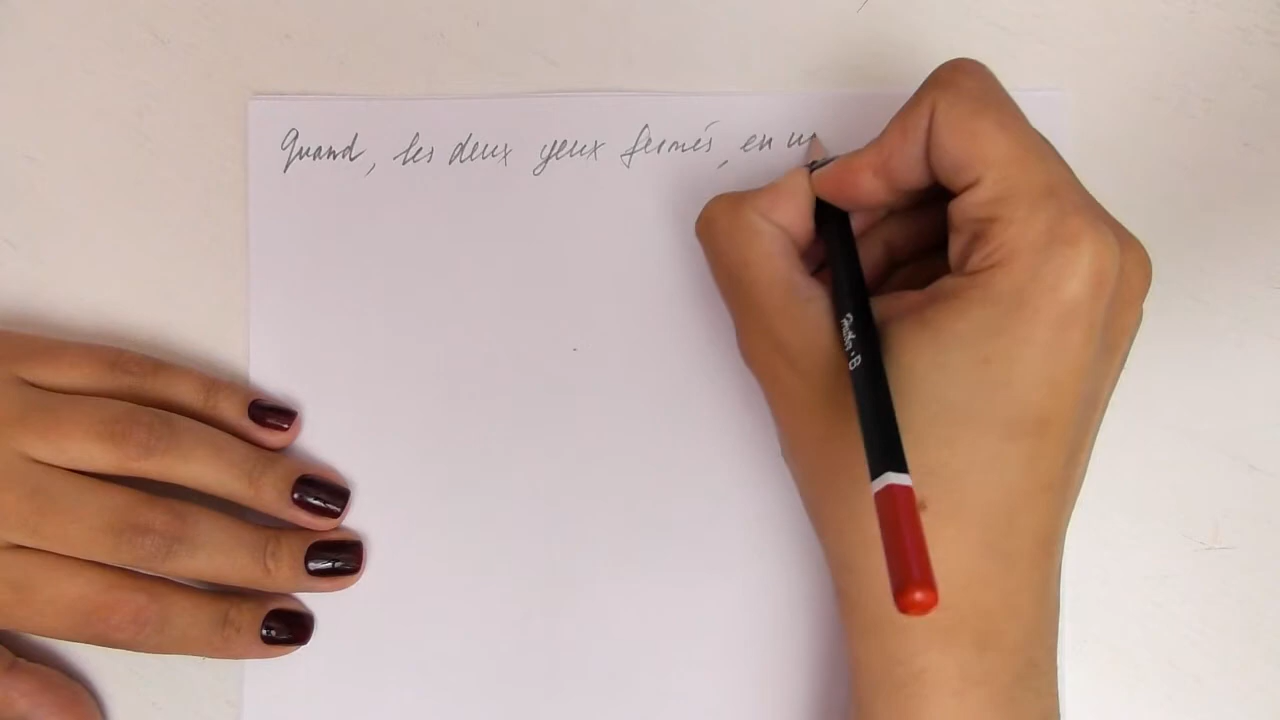 Quand, les deux yeux fermés, en u